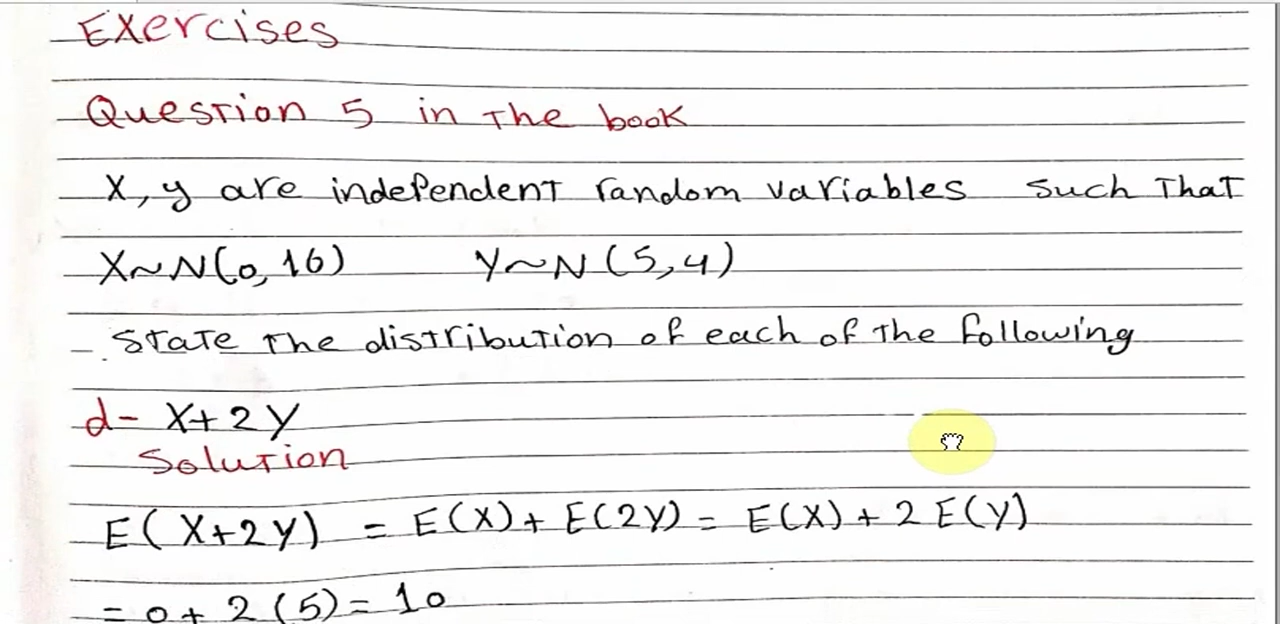 Exercises
Question 5 in The book
X, y are independent random variables such That
X~N(0, 16) Y~N(5,4)
- State The distribution of each of The following
d- X+2Y
Solution
E(X+2Y) = E(X)+ E(2Y) = E(X) + 2 E(Y)
= 0+ 2(5) = 10